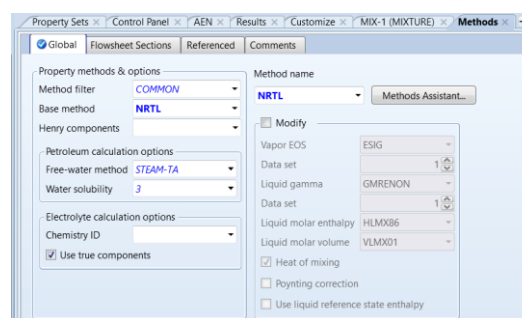 Property Sets × Control Panel × AEN × Results × Customize × MIX-1 (MIXTURE) × Methods ×
Global Flowsheet Sections Referenced Comments
Property methods & options
Method filter COMMON
Base method NRTL
Henry components
Petroleum calculation options
Free-water method STEAM-TA
Water solubility 3
Electrolyte calculation options
Chemistry ID
Use true components
Method name
NRTL Methods Assistant...
Modify
Vapor EOS ESIG
Data set 1
Liquid gamma GMRENON
Data set 1
Liquid molar enthalpy HLMX86
Liquid molar volume VLMX01
Heat of mixing
Poynting correction
Use liquid reference state enthalpy